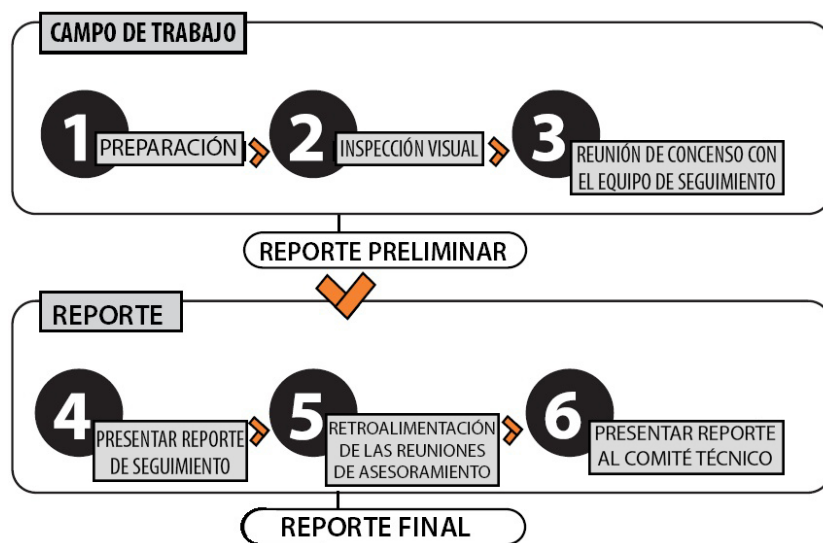 CAMPO DE TRABAJO
1
PREPARACIÓN
2
INSPECCIÓN VISUAL
3
REUNIÓN DE CONCENSO CON
EL EQUIPO DE SEGUIMIENTO
REPORTE PRELIMINAR
REPORTE
4
PRESENTAR REPORTE
DE SEGUIMIENTO
5
RETROALIMENTACIÓN
DE LAS REUNIONES
DE ASESORAMIENTO
6
PRESENTAR REPORTE
AL COMITÉ TÉCNICO
REPORTE FINAL